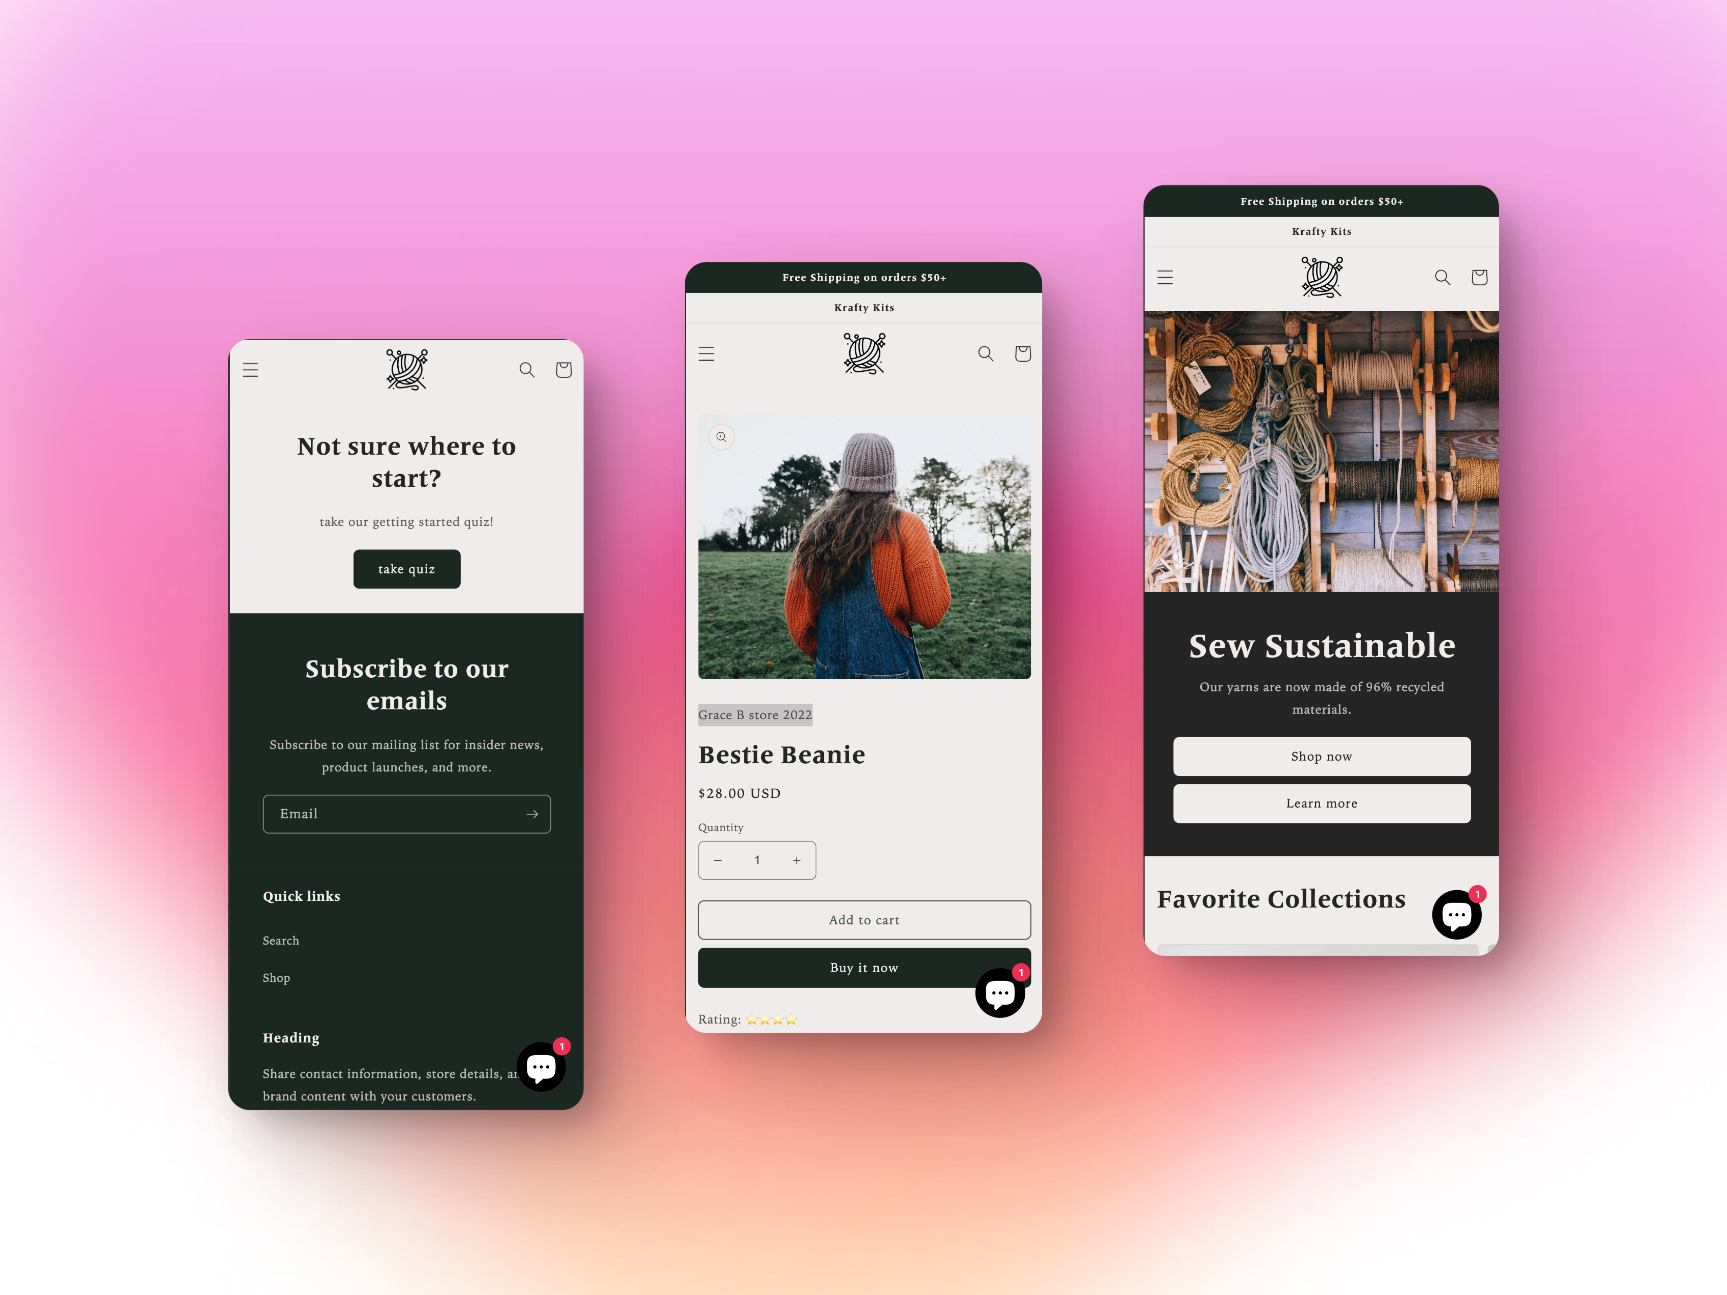 Not sure where to
start?
take our getting started quiz!
take quiz
Subscribe to our
emails
Subscribe to our mailing list for insider news,
product launches, and more.
Email
Quick links
Search
Shop
Heading
Share contact information, store details,
brand content with your customers.
1
Free Shipping on orders $50+
Krafty Kits
Grace B store 2022
Bestie Beanie
$28.00 USD
Quantity
− 1 +
Add to cart
Buy it now
1
Rating: ⭐⭐⭐⭐
Free Shipping on orders $50+
Krafty Kits
Sew Sustainable
Our yarns are now made of 96% recycled
materials.
Shop now
Learn more
Favorite Collections
1